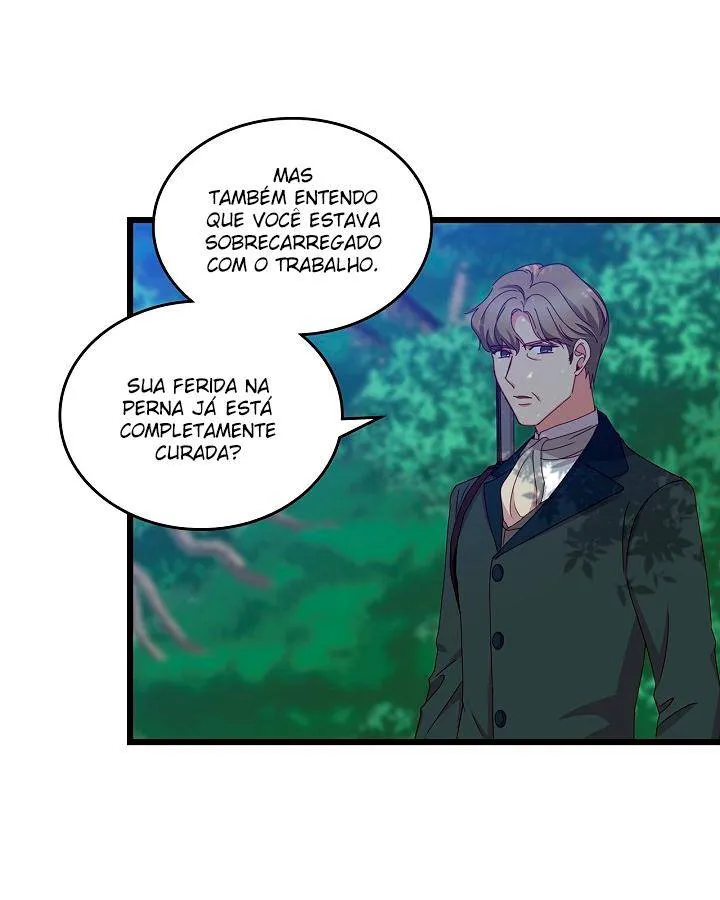 MAS
TAMBÉM ENTENDO
QUE VOCÊ ESTAVA
SOBRECARREGADO
COM O TRABALHO.
SUA FERIDA NA
PERNA JÁ ESTÁ
COMPLETAMENTE
CURADA?